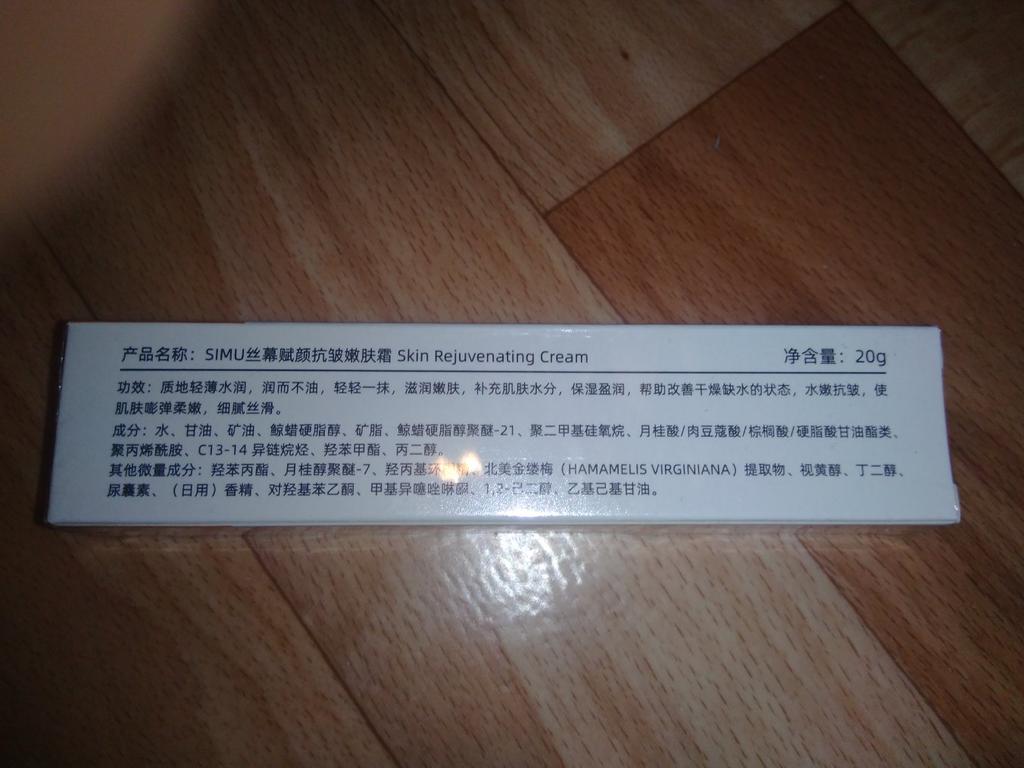 产品名称：SIMU丝幕赋颜抗皱嫩肤霜 Skin Rejuvenating Cream 净含量：20g
功效：质地轻薄水润，润而不油，轻轻一抹，滋润嫩肤，补充肌肤水分，保湿盈润，帮助改善干燥缺水的状态，水嫩抗皱，使
肌肤嘭弹柔嫩，细腻丝滑。
成分：水、甘油、矿油、鲸蜡硬脂醇、矿脂、鲸蜡硬脂醇聚醚-21、聚二甲基硅氧烷、月桂酸/肉豆蔻酸/棕榈酸/硬脂酸甘油酯类、
聚丙烯酰胺、C13-14 异链烷烃、羟苯甲酯、丙二醇。
其他微量成分：羟苯丙酯、月桂醇聚醚-7、羟丙基环、北美金缕梅（HAMAMELIS VIRGINIANA）提取物、视黄醇、丁二醇、
尿囊素、（日用）香精、对羟基苯乙酮、甲基异噻唑啉酮、1,2-己二醇、乙基己基甘油。